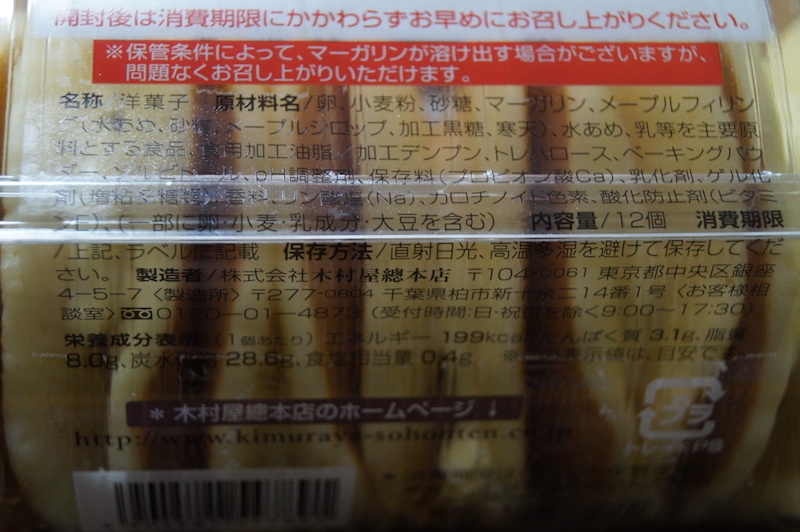 開封後は消費期限にかかわらずお早めにお召し上がりください。
※保管条件によって、マーガリンが溶け出す場合がございますが、
問題なくお召し上がりいただけます。
名称/洋菓子 原材料名/卵、小麦粉、砂糖、マーガリン、メープルフィリン
グ(水あめ、砂糖、メープルシロップ、加工黒糖、寒天)、水あめ、乳等を主要原
料とする食品、食用加工油脂/加工デンプン、トレハロース、ベーキングパウ
ダー、ソルビトール、pH調整剤、保存料(プロピオン酸Ca)、乳化剤、ゲル化
剤(増粘多糖類)、香料、リン酸塩(Na)、カロチノイド色素、酸化防止剤(ビタミ
ンE)、(一部に卵・小麦・乳成分・大豆を含む) 内容量/12個 消費期限
/上記、ラベルに記載 保存方法/直射日光、高温多湿を避けて保存してくだ
さい。 製造者/株式会社木村屋總本店 〒104-0061 東京都中央区銀座
4-5-7〈製造所〉〒277-0804 千葉県柏市新十余二14番1号〈お客様相
談室〉0120-01-4873(受付時間:日・祝日を除く9:00~17:30)
栄養成分表示(1個あたり)エネルギー 199kcal、たんぱく質 3.1g、脂質
8.0g、炭水化物 28.6g、食塩相当量 0.4g ※この表示値は、目安です。
＊木村屋總本店のホームページ↓
http://www.kimuraya-sohonten.co.jp
プラ
トレイ:PS